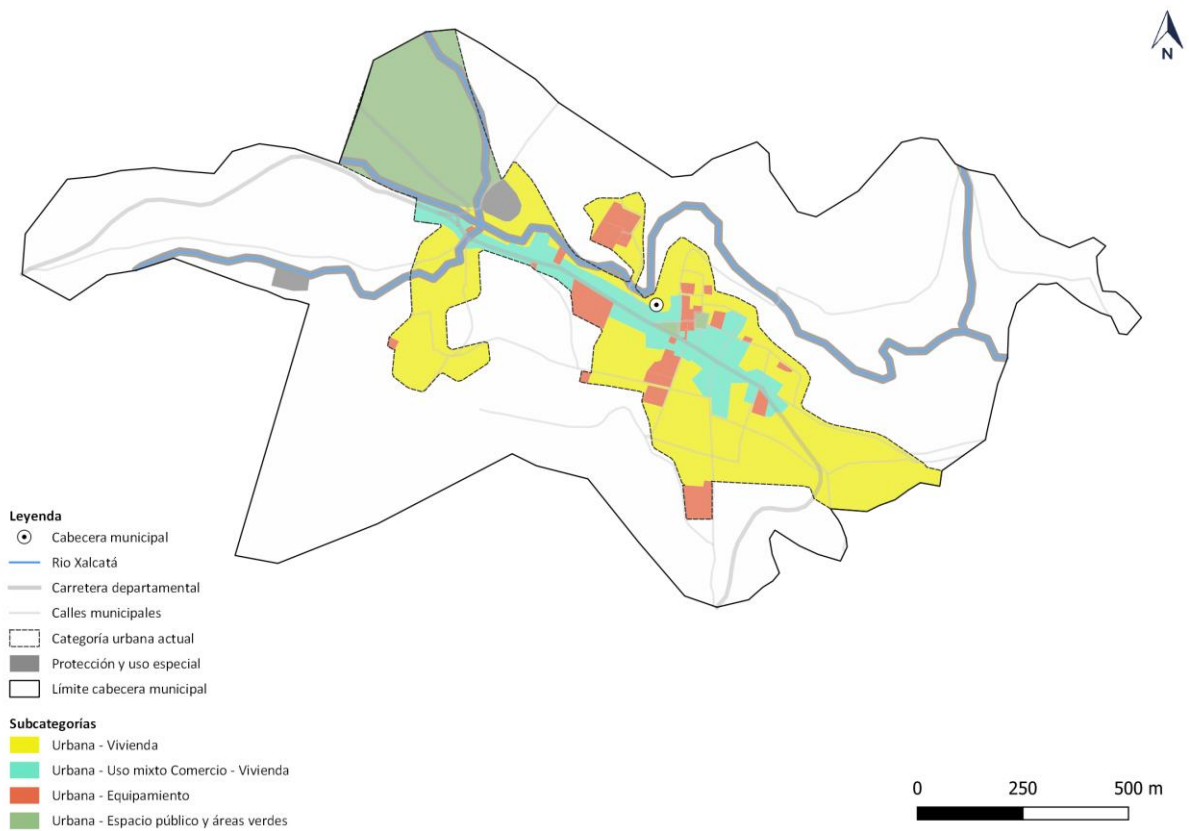 N
Leyenda
Cabecera municipal
Rio Xalcatá
Carretera departamental
Calles municipales
Categoría urbana actual
Protección y uso especial
Límite cabecera municipal
Subcategorías
Urbana - Vivienda
Urbana - Uso mixto Comercio - Vivienda
Urbana - Equipamiento
Urbana - Espacio público y áreas verdes
0 250 500 m